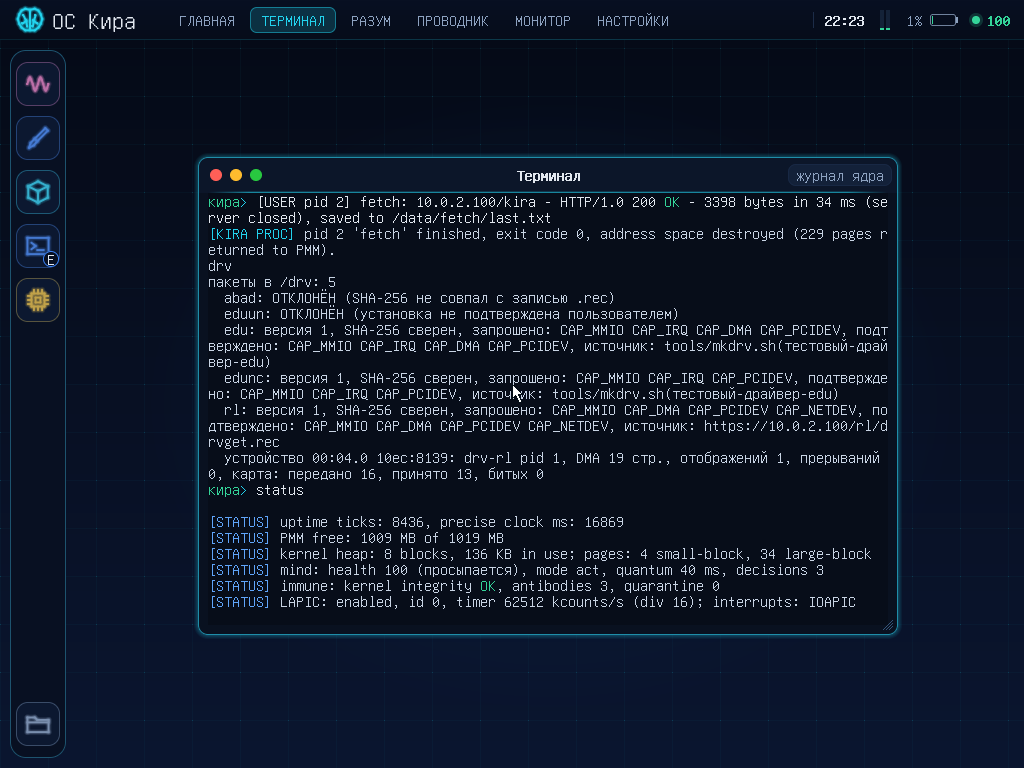 ОС Кира
ГЛАВНАЯ
ТЕРМИНАЛ
РАЗУМ
ПРОВОДНИК
МОНИТОР
НАСТРОЙКИ
22:23
1%
100
E
Терминал
журнал ядра
кира> [USER pid 2] fetch: 10.0.2.100/kira - HTTP/1.0 200 OK - 3398 bytes in 34 ms (se
rver closed), saved to /data/fetch/last.txt
[KIRA PROC] pid 2 'fetch' finished, exit code 0, address space destroyed (229 pages r
eturned to PMM).
drv
пакеты в /drv: 5
abad: ОТКЛОНЁН (SHA-256 не совпал с записью .rec)
eduun: ОТКЛОНЁН (установка не подтверждена пользователем)
edu: версия 1, SHA-256 сверен, запрошено: CAP_MMIO CAP_IRQ CAP_DMA CAP_PCIDEV, подт
верждено: CAP_MMIO CAP_IRQ CAP_DMA CAP_PCIDEV, источник: tools/mkdrv.sh(тестовый-драй
вер-edu)
edunc: версия 1, SHA-256 сверен, запрошено: CAP_MMIO CAP_IRQ CAP_PCIDEV, подтвержде
но: CAP_MMIO CAP_IRQ CAP_PCIDEV, источник: tools/mkdrv.sh(тестовый-драйвер-edu)
rl: версия 1, SHA-256 сверен, запрошено: CAP_MMIO CAP_DMA CAP_PCIDEV CAP_NETDEV, по
дтверждено: CAP_MMIO CAP_DMA CAP_PCIDEV CAP_NETDEV, источник: https://10.0.2.100/rl/d
rvget.rec
устройство 00:04.0 10ec:8139: drv-rl pid 1, DMA 19 стр., отображений 1, прерываний
0, карта: передано 16, принято 13, битых 0
кира> status
[STATUS] uptime ticks: 8436, precise clock ms: 16869
[STATUS] PMM free: 1009 MB of 1019 MB
[STATUS] kernel heap: 8 blocks, 136 KB in use; pages: 4 small-block, 34 large-block
[STATUS] mind: health 100 (просыпается), mode act, quantum 40 ms, decisions 3
[STATUS] immune: kernel integrity OK, antibodies 3, quarantine 0
[STATUS] LAPIC: enabled, id 0, timer 62512 kcounts/s (div 16); interrupts: IOAPIC